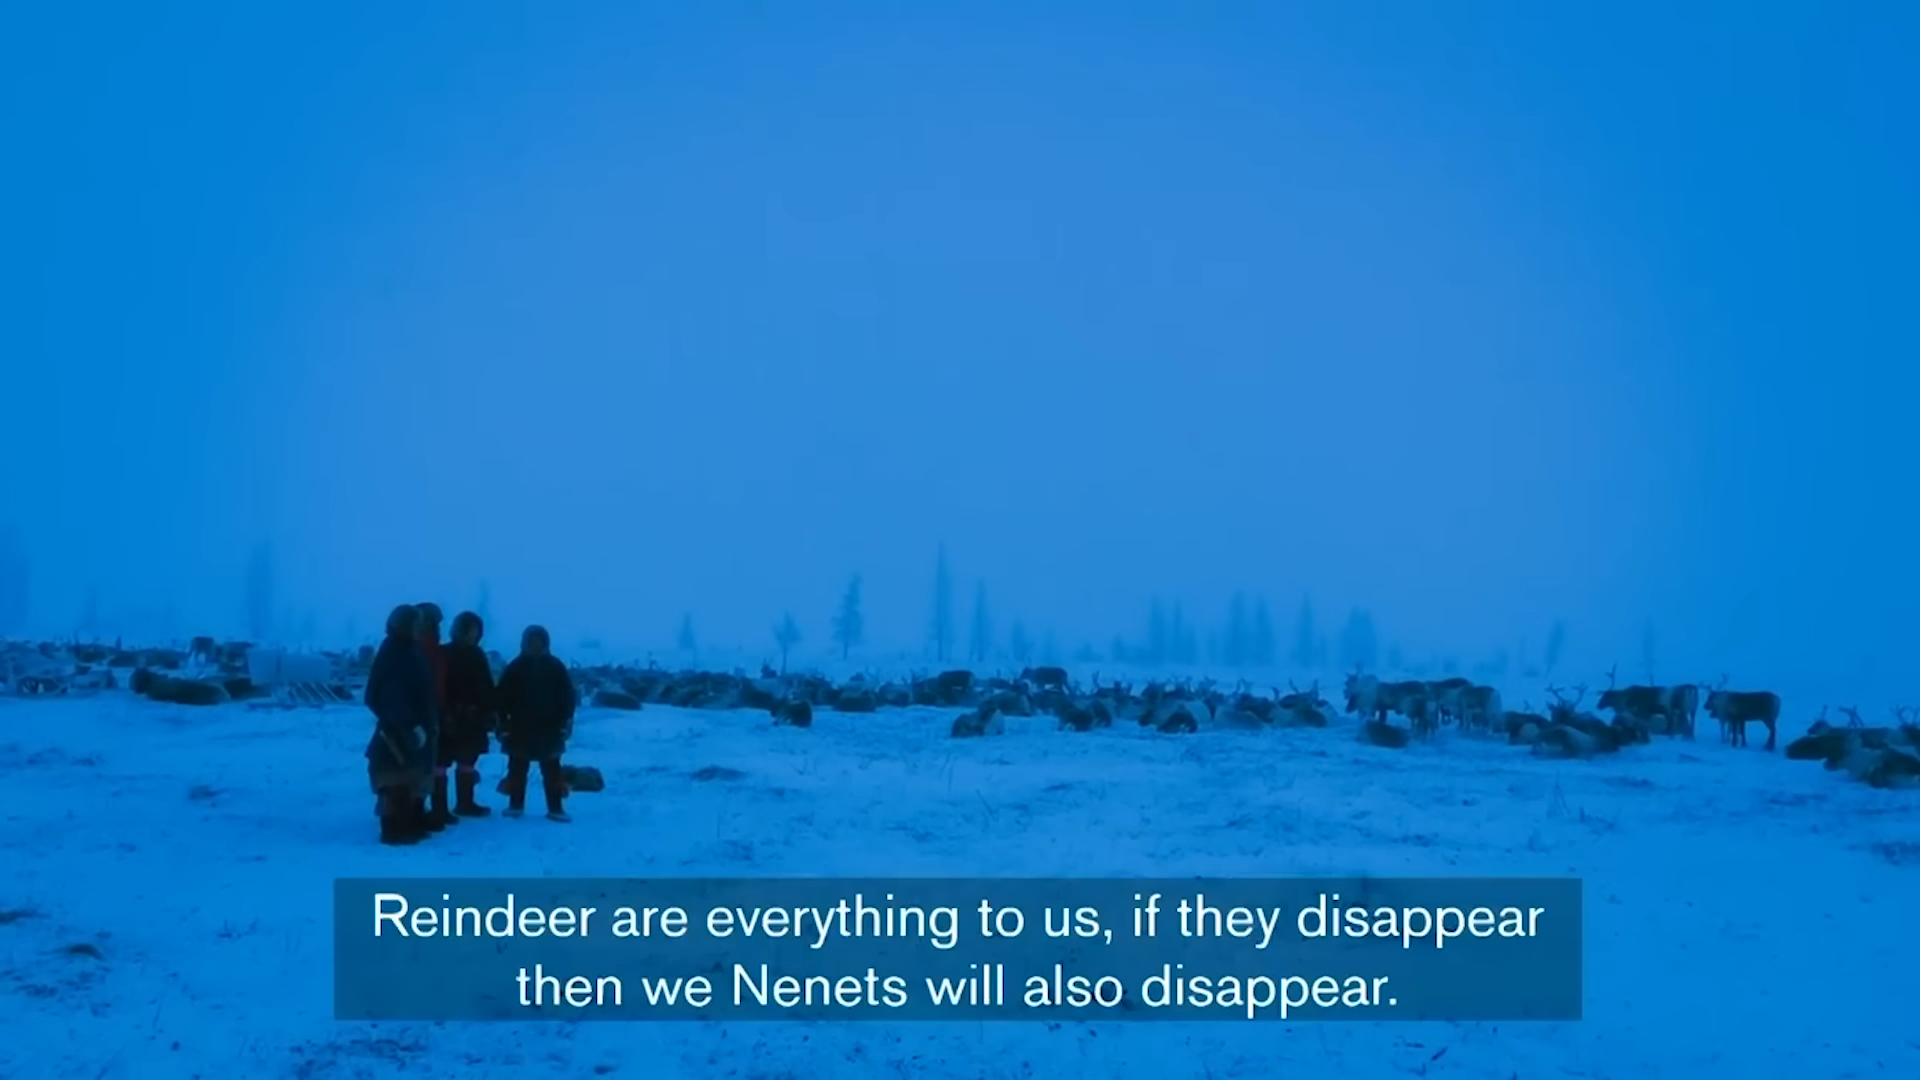 Reindeer are everything to us, if they disappear
then we Nenets will also disappear.